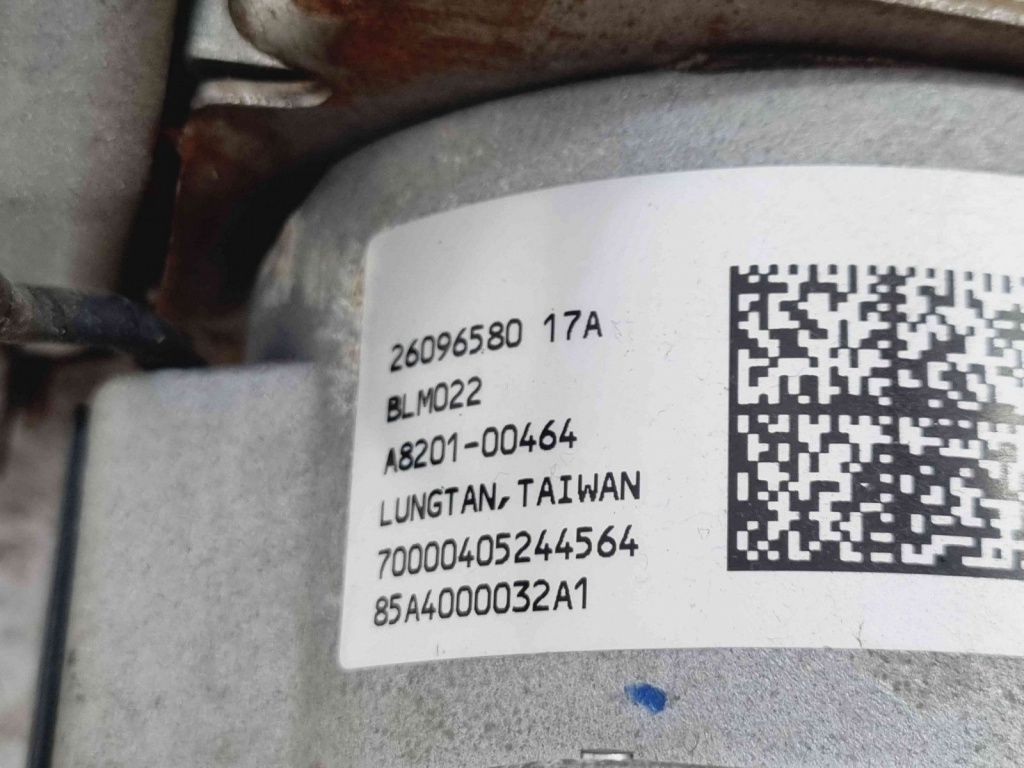 26096580 17A
BLM022
A8201-00464
LUNGTAN, TAIWAN
70000405244564
85A4000032A1